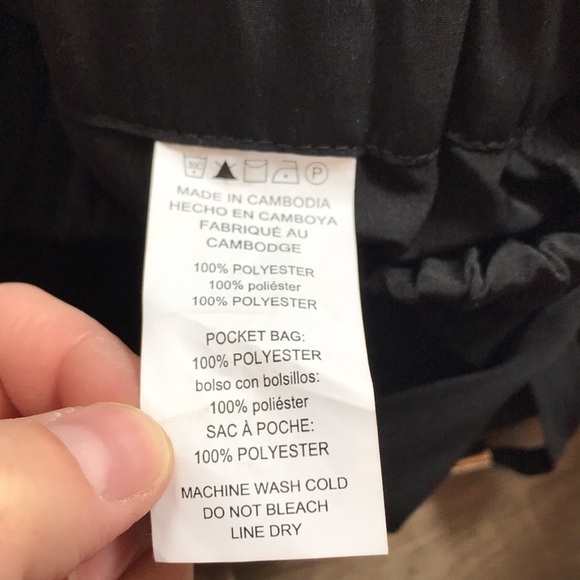 30C P
MADE IN CAMBODIA
HECHO EN CAMBOYA
FABRIQUÉ AU
CAMBODGE
100% POLYESTER
100% poliéster
100% POLYESTER
POCKET BAG:
100% POLYESTER
bolso con bolsillos:
100% poliéster
SAC À POCHE:
100% POLYESTER
MACHINE WASH COLD
DO NOT BLEACH
LINE DRY